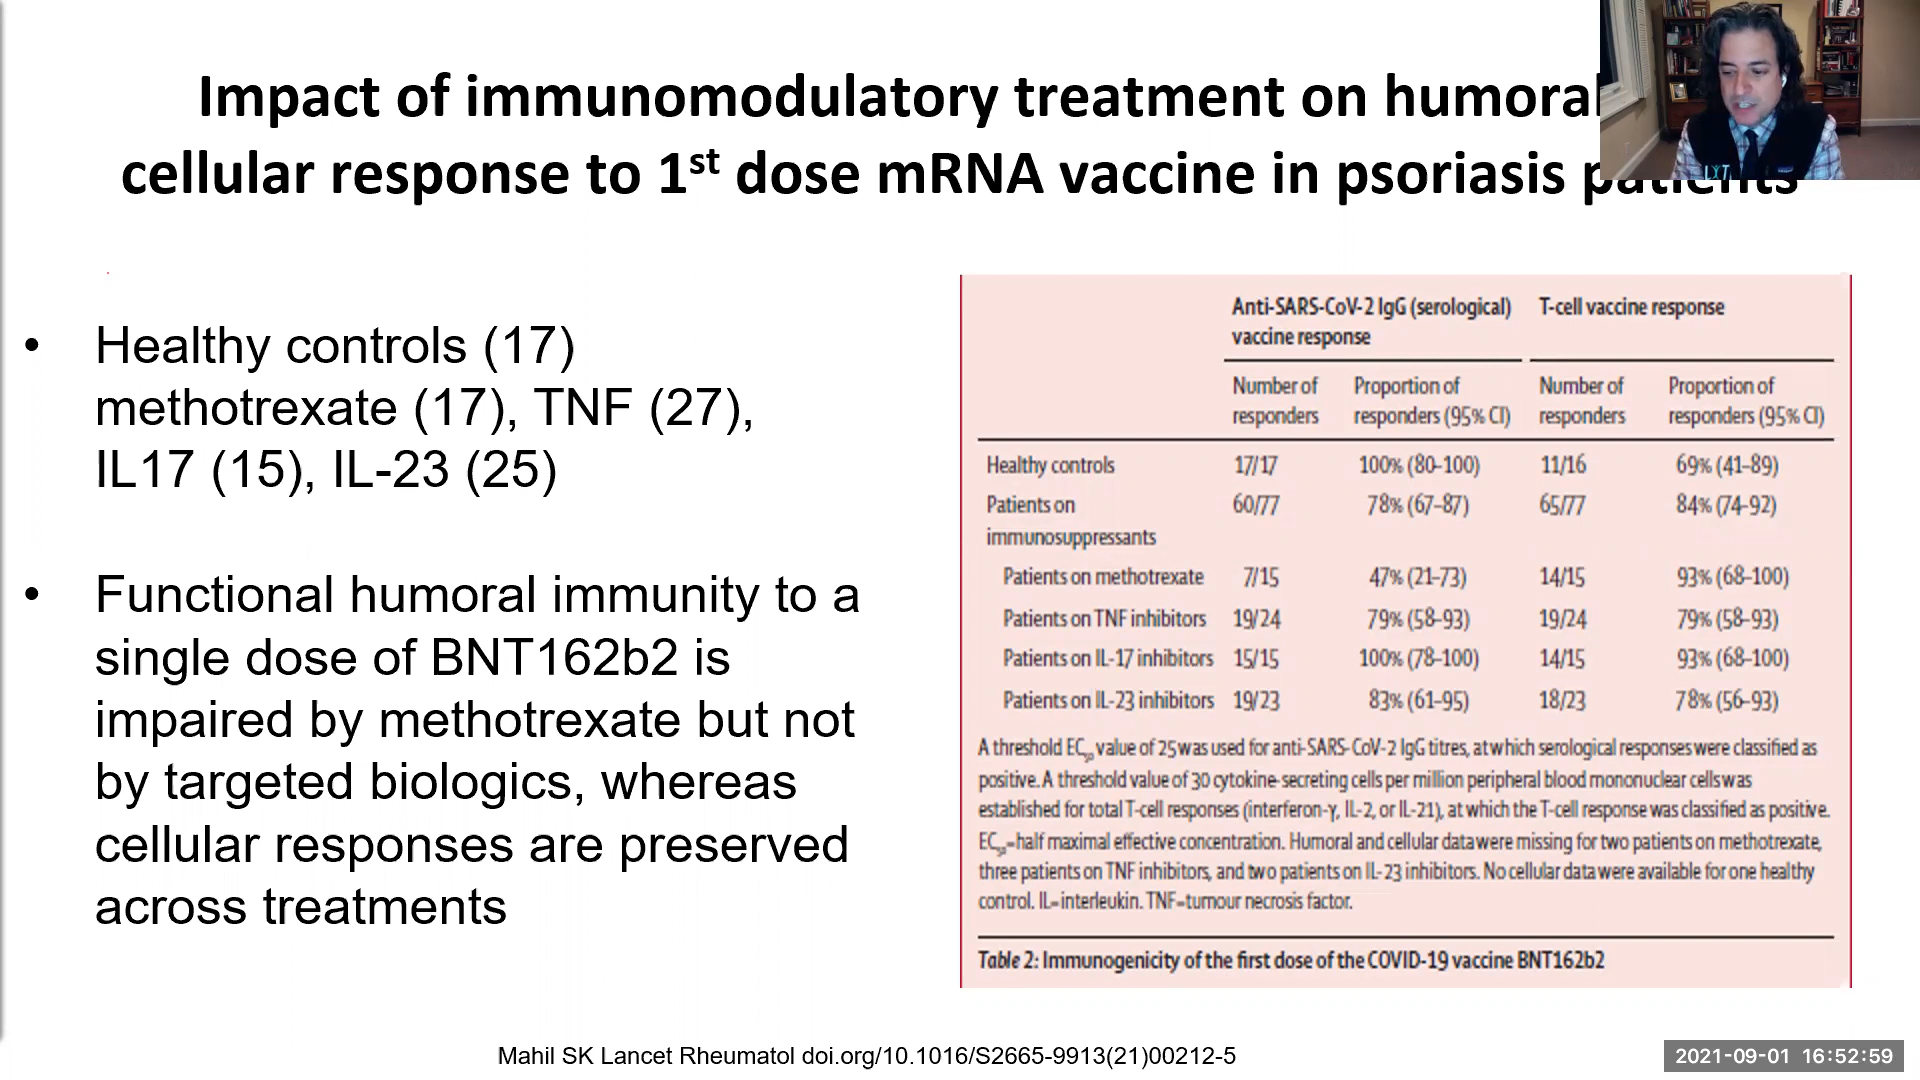 Impact of immunomodulatory treatment on humoral
cellular response to 1st dose mRNA vaccine in psoriasis patients
• Healthy controls (17)
methotrexate (17), TNF (27),
IL17 (15), IL-23 (25)
• Functional humoral immunity to a
single dose of BNT162b2 is
impaired by methotrexate but not
by targeted biologics, whereas
cellular responses are preserved
across treatments
Anti-SARS-CoV-2 IgG (serological) T-cell vaccine response
vaccine response
Number of Proportion of Number of Proportion of
responders responders (95% CI) responders responders (95% CI)
Healthy controls 17/17 100% (80–100) 11/16 69% (41–89)
Patients on 60/77 78% (67–87) 65/77 84% (74-92)
immunosuppressants
Patients on methotrexate 7/15 47% (21–73) 14/15 93% (68–100)
Patients on TNF inhibitors 19/24 79% (58–93) 19/24 79% (58–93)
Patients on IL-17 inhibitors 15/15 100% (78–100) 14/15 93% (68–100)
Patients on IL-23 inhibitors 19/23 83% (61–95) 18/23 78% (56–93)
A threshold EC50 value of 25 was used for anti-SARS-CoV-2 IgG titres, at which serological responses were classified as
positive. A threshold value of 30 cytokine-secreting cells per million peripheral blood mononuclear cells was
established for total T-cell responses (interferon-γ, IL-2, or IL-21), at which the T-cell response was classified as positive.
EC50=half maximal effective concentration. Humoral and cellular data were missing for two patients on methotrexate,
three patients on TNF inhibitors, and two patients on IL-23 inhibitors. No cellular data were available for one healthy
control. IL=interleukin. TNF=tumour necrosis factor.
Table 2: Immunogenicity of the first dose of the COVID-19 vaccine BNT162b2
Mahil SK Lancet Rheumatol doi.org/10.1016/S2665-9913(21)00212-5
2021-09-01 16:52:59